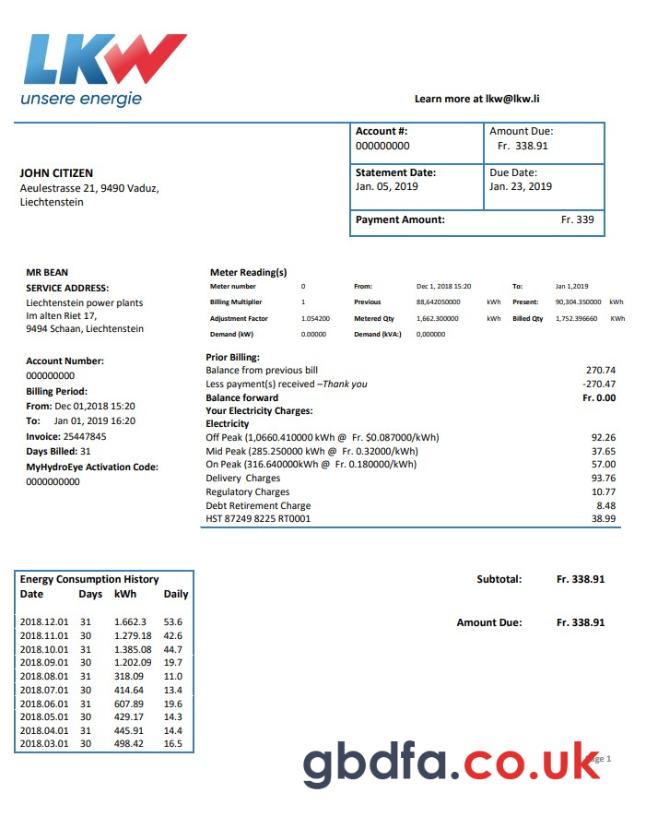 LKW
unsere energie
Learn more at lkw@lkw.li
Account #:
000000000
Amount Due:
Fr. 338.91
JOHN CITIZEN
Aeulestrasse 21, 9490 Vaduz,
Liechtenstein
Statement Date:
Jan. 05, 2019
Due Date:
Jan. 23, 2019
Payment Amount: Fr. 339
MR BEAN
SERVICE ADDRESS:
Liechtenstein power plants
Im alten Riet 17,
9494 Schaan, Liechtenstein
Account Number:
000000000
Billing Period:
From: Dec 01,2018 15:20
To: Jan 01, 2019 16:20
Invoice: 25447845
Days Billed: 31
MyHydroEye Activation Code:
0000000000
Meter Reading(s)
Meter number 0 From: Dec 1, 2018 15:20 To: Jan 1,2019
Billing Multiplier 1 Previous 88,642050000 kWh Present: 90,304.350000 kWh
Adjustment Factor 1.054200 Metered Qty 1,662.300000 kWh Billed Qty 1,752.396660 KWh
Demand (kW) 0.00000 Demand (kVA:) 0,000000
Prior Billing:
Balance from previous bill 270.74
Less payment(s) received –Thank you -270.47
Balance forward Fr. 0.00
Your Electricity Charges:
Electricity
Off Peak (1,0660.410000 kWh @ Fr. $0.087000/kWh) 92.26
Mid Peak (285.250000 kWh @ Fr. 0.32000/kWh) 37.65
On Peak (316.640000kWh @ Fr. 0.180000/kWh) 57.00
Delivery Charges 93.76
Regulatory Charges 10.77
Debt Retirement Charge 8.48
HST 87249 8225 RT0001 38.99
Energy Consumption History
Date Days kWh Daily
2018.12.01 31 1.662.3 53.6
2018.11.01 30 1.279.18 42.6
2018.10.01 31 1.385.08 44.7
2018.09.01 30 1.202.09 19.7
2018.08.01 31 318.09 11.0
2018.07.01 30 414.64 13.4
2018.06.01 31 607.89 19.6
2018.05.01 30 429.17 14.3
2018.04.01 31 445.91 14.4
2018.03.01 30 498.42 16.5
Subtotal: Fr. 338.91
Amount Due: Fr. 338.91
gbdfa.co.uk
1